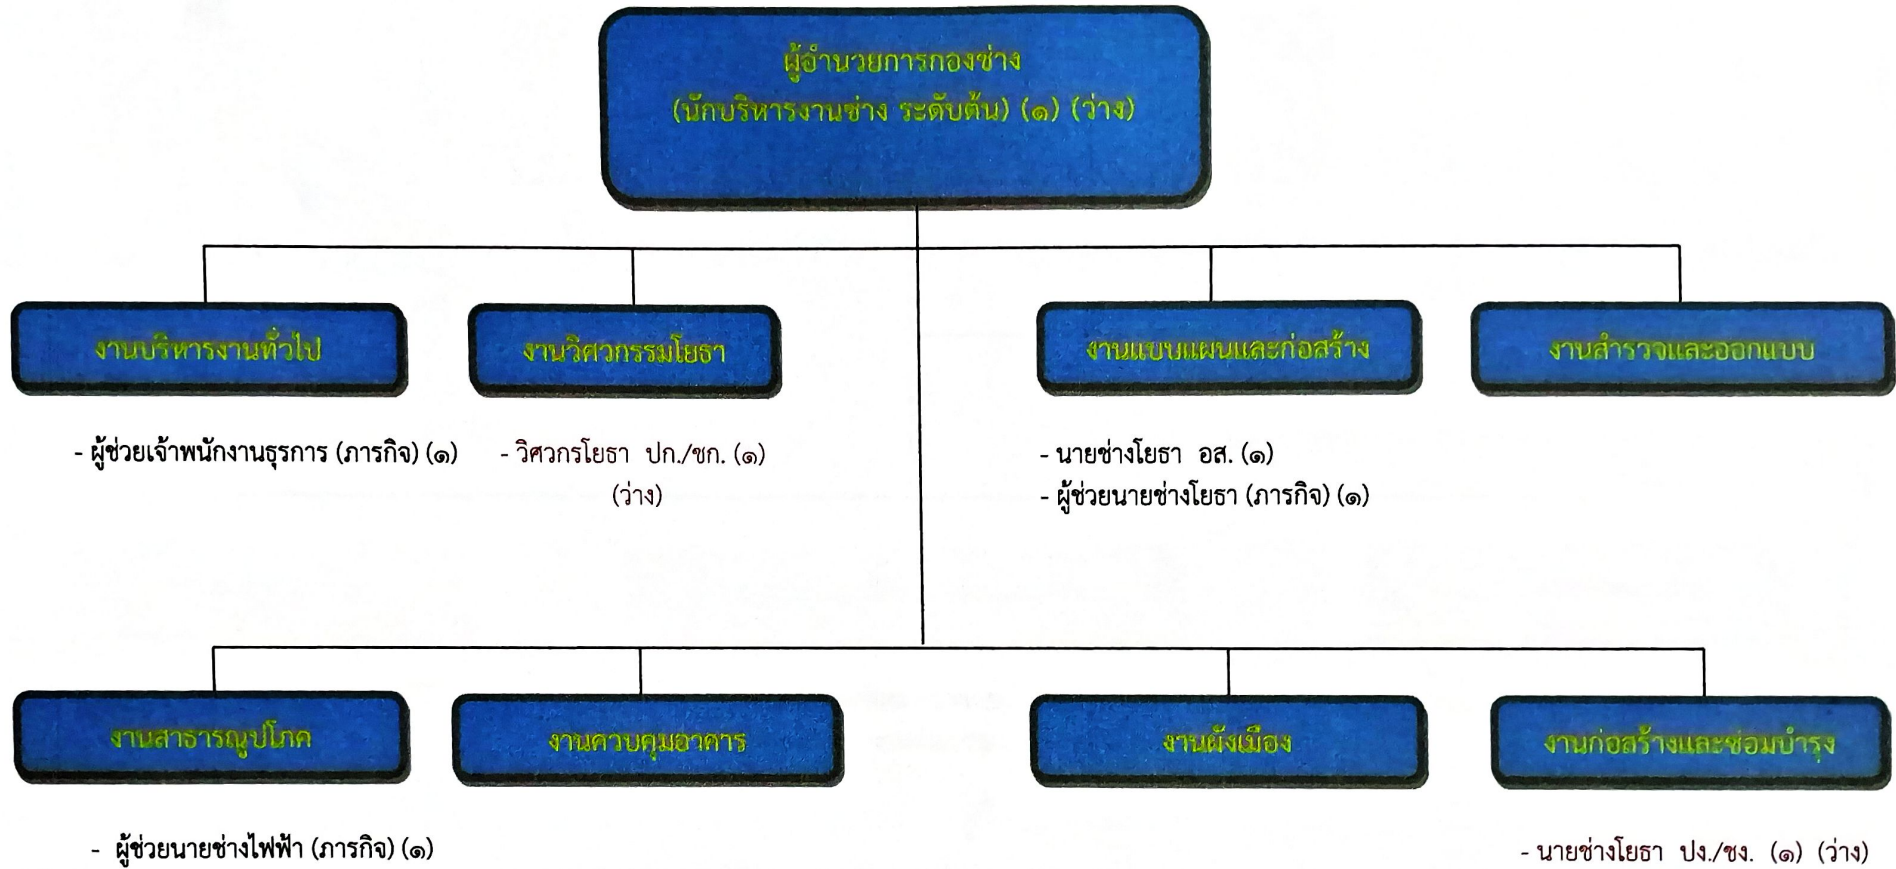 ผู้อำนวยการกองช่าง
(นักบริหารงานช่าง ระดับต้น) (๑) (ว่าง)
งานบริหารงานทั่วไป
งานวิศวกรรมโยธา
งานแบบแผนและก่อสร้าง
งานสำรวจและออกแบบ
- ผู้ช่วยเจ้าพนักงานธุรการ (ภารกิจ) (๑)
- วิศวกรโยธา ปก./ชก. (๑)
(ว่าง)
- นายช่างโยธา อส. (๑)
- ผู้ช่วยนายช่างโยธา (ภารกิจ) (๑)
งานสาธารณูปโภค
งานควบคุมอาคาร
งานผังเมือง
งานก่อสร้างและซ่อมบำรุง
- ผู้ช่วยนายช่างไฟฟ้า (ภารกิจ) (๑)
- นายช่างโยธา ปง./ชง. (๑) (ว่าง)